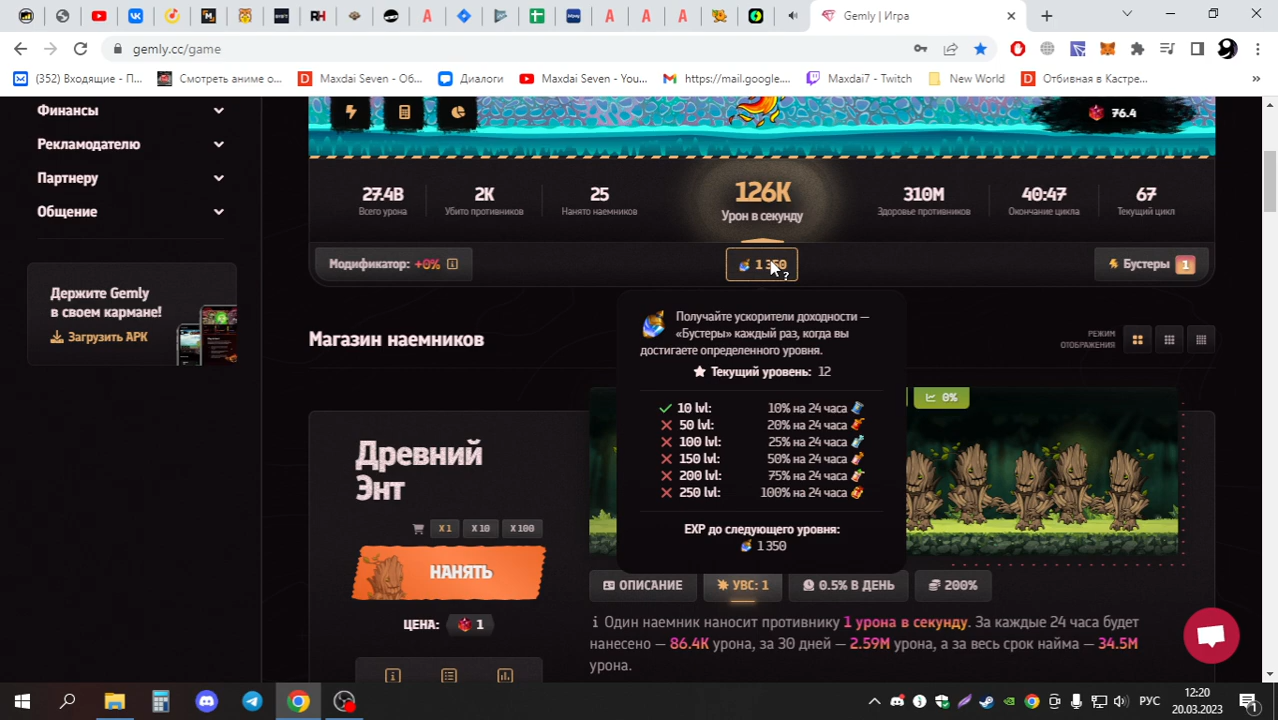 Gemly | Игра
gemly.cc/game
(352) Входящие - П...
Смотреть аниме о...
Maxdai Seven - Об...
Диалоги
Maxdai Seven - You...
https://mail.google....
Maxdai7 - Twitch
New World
Отбивная в Кастре...
»
Финансы
Рекламодателю
Партнеру
Общение
76.4
27.4B
Всего урона
2K
Убито противников
25
Нанято наемников
126K
Урон в секунду
310M
Здоровье противников
40:47
Окончание цикла
67
Текущий цикл
Модификатор: +0%
1 350
Бустеры 1
Держите Gemly
в своем кармане!
Загрузить APK
Магазин наемников
РЕЖИМ
ОТОБРАЖЕНИЯ
Получайте ускорители доходности —
«Бустеры» каждый раз, когда вы
достигаете определенного уровня.
Текущий уровень: 12
10 lvl: 10% на 24 часа
50 lvl: 20% на 24 часа
100 lvl: 25% на 24 часа
150 lvl: 50% на 24 часа
200 lvl: 75% на 24 часа
250 lvl: 100% на 24 часа
EXP до следующего уровня:
1 350
0%
Древний
Энт
X 1 X 10 X 100
НАНЯТЬ
ЦЕНА: 1
ОПИСАНИЕ
УВС: 1
0.5% В ДЕНЬ
200%
i Один наемник наносит противнику 1 урона в секунду. За каждые 24 часа будет
нанесено — 86.4K урона, за 30 дней — 2.59M урона, а за весь срок найма — 34.5M
урона.
РУС
12:20
20.03.2023
1